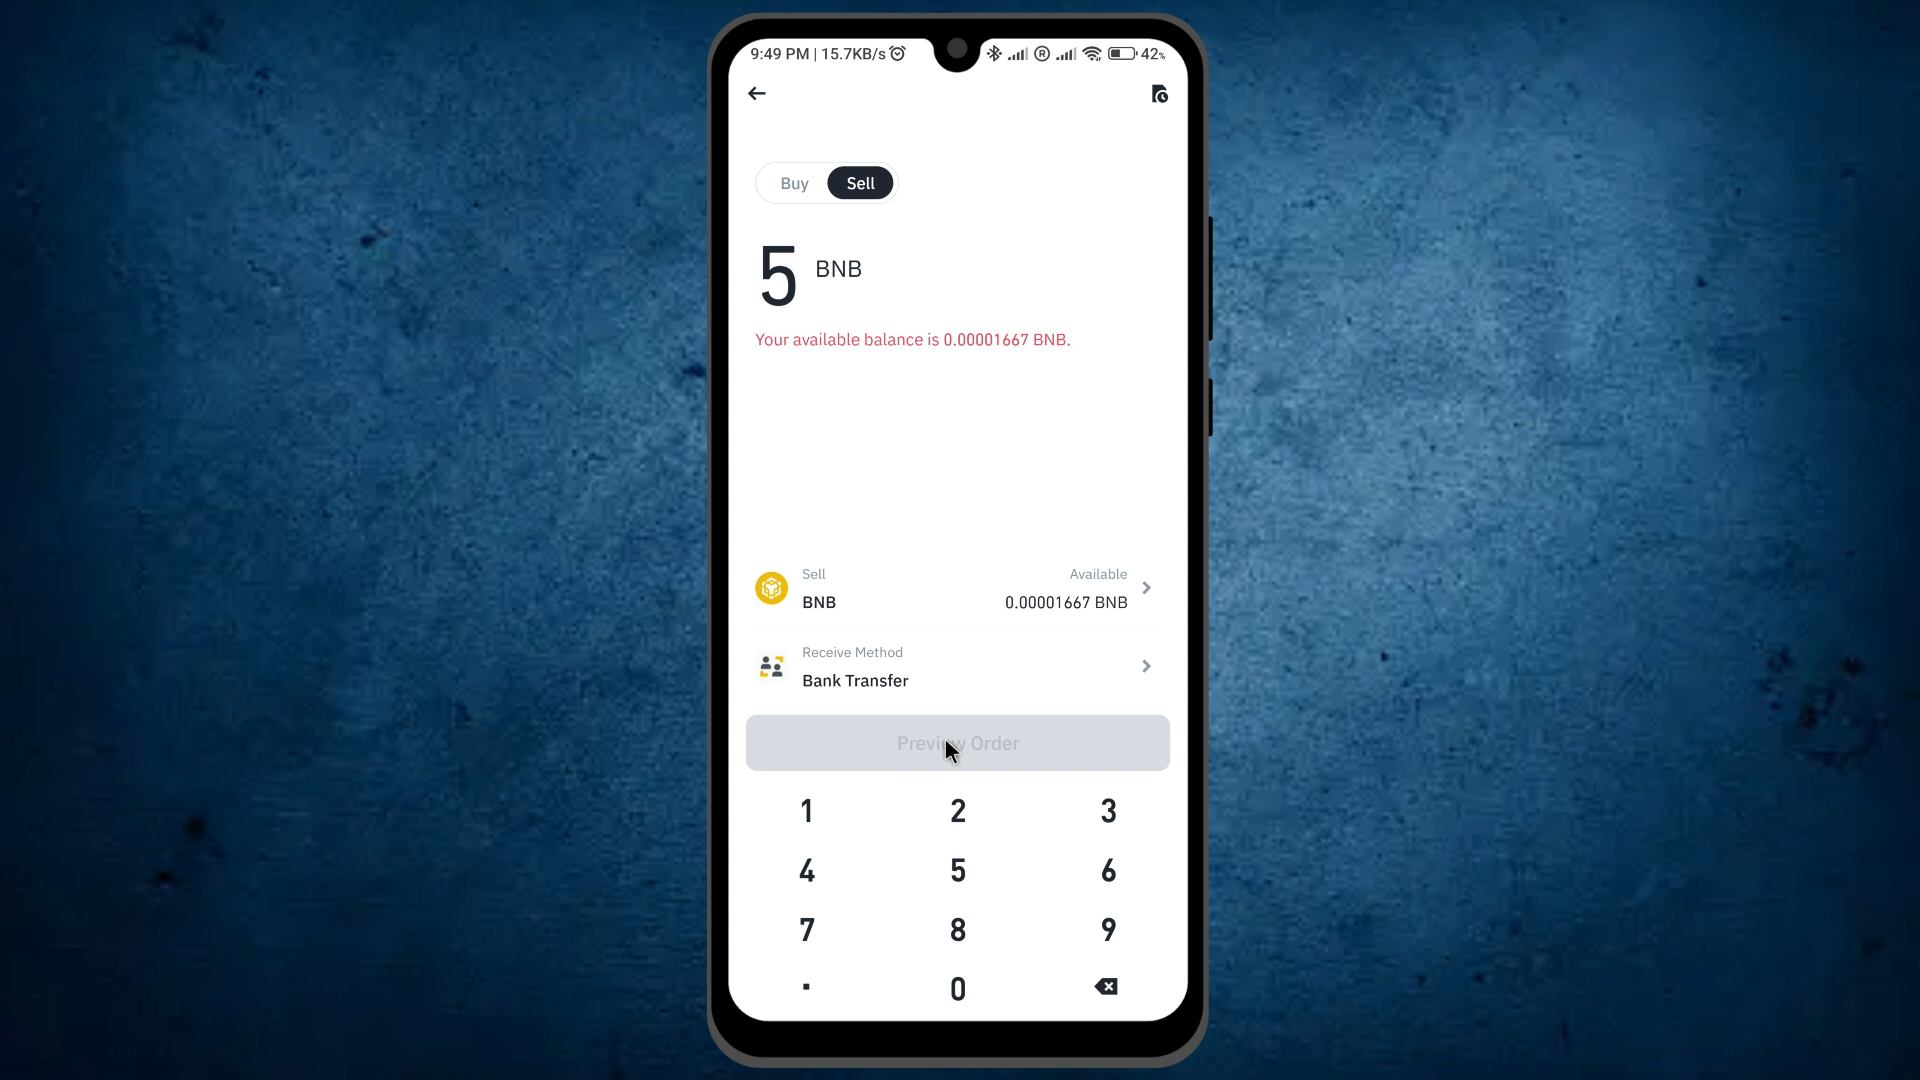 9:49 PM | 15.7KB/s
42%
Buy
Sell
5 BNB
Your available balance is 0.00001667 BNB.
Sell
Available
BNB
0.00001667 BNB
Receive Method
Bank Transfer
Preview Order
1 2 3
4 5 6
7 8 9
. 0